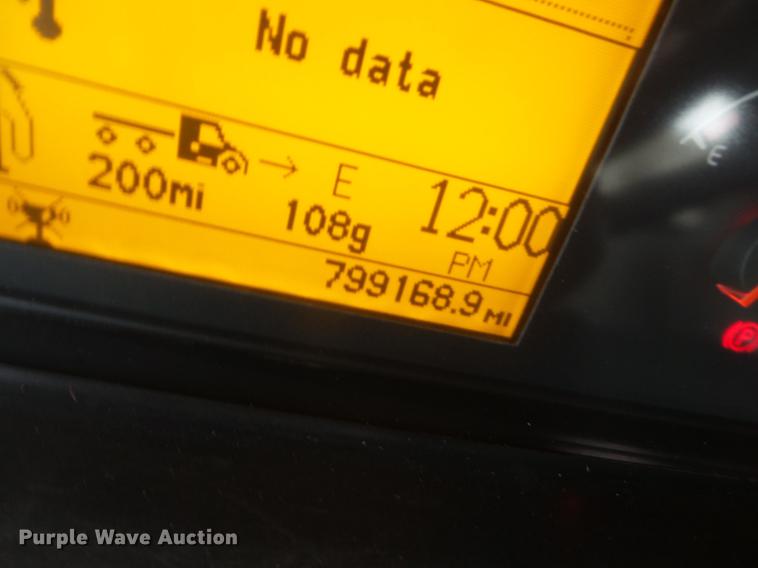 No data
E
E
200mi
108g
12:00
PM
799168.9 MI
P
Purple Wave Auction